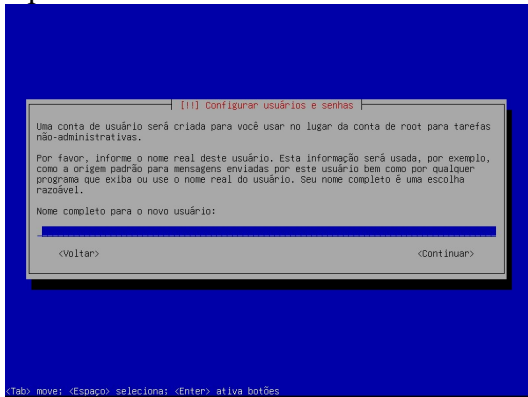 [!!] Configurar usuários e senhas
Uma conta de usuário será criada para você usar no lugar da conta de root para tarefas
não-administrativas.
Por favor, informe o nome real deste usuário. Esta informação será usada, por exemplo,
como a origem padrão para mensagens enviadas por este usuário bem como por qualquer
programa que exiba ou use o nome real do usuário. Seu nome completo é uma escolha
razoável.
Nome completo para o novo usuário:
<Voltar> <Continuar>
<Tab> move; <Espaço> seleciona; <Enter> ativa botões